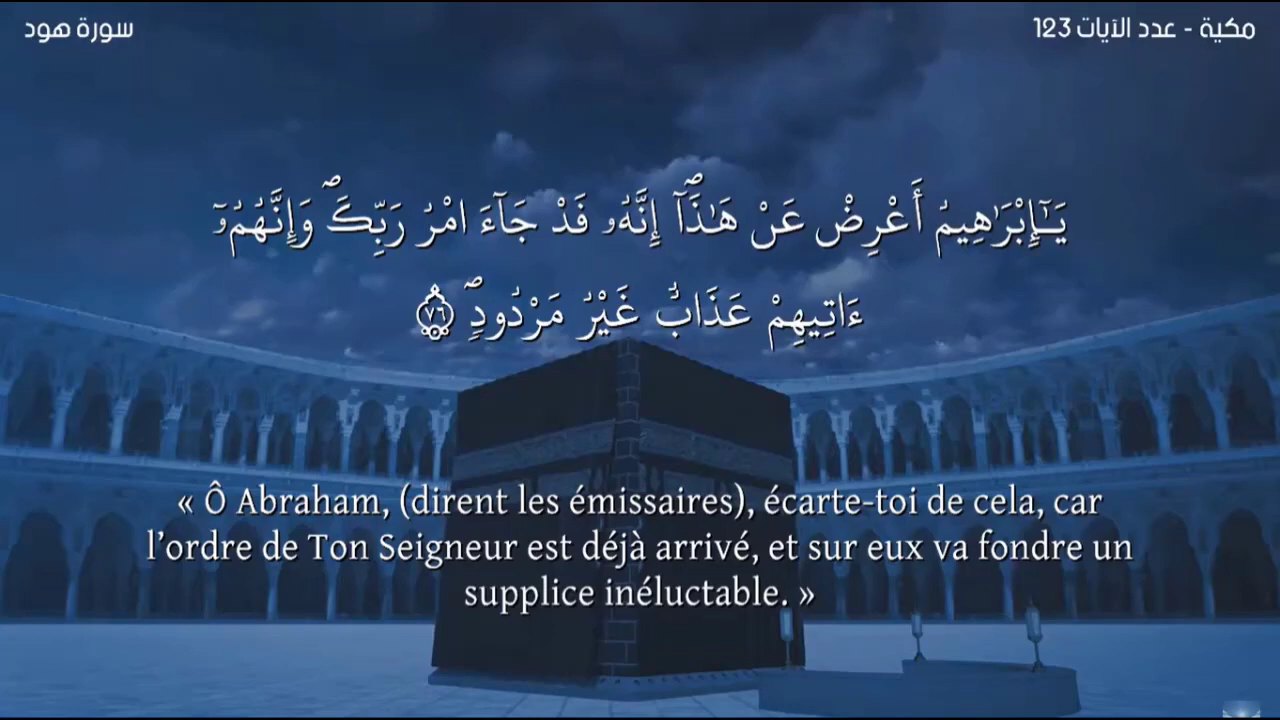 سورة هود
مكية - عدد الآيات 123
يَٰٓإِبْرَٰهِيمُ أَعْرِضْ عَنْ هَٰذَآۖ إِنَّهُۥ قَدْ جَآءَ امْرُ رَبِّكَۖ وَإِنَّهُمُۥٓ
ءَاتِيهِمْ عَذَابٌ غَيْرُ مَرْدُودٖۖ ٧٦
« Ô Abraham, (dirent les émissaires), écarte-toi de cela, car
l’ordre de Ton Seigneur est déjà arrivé, et sur eux va fondre un
supplice inéluctable. »